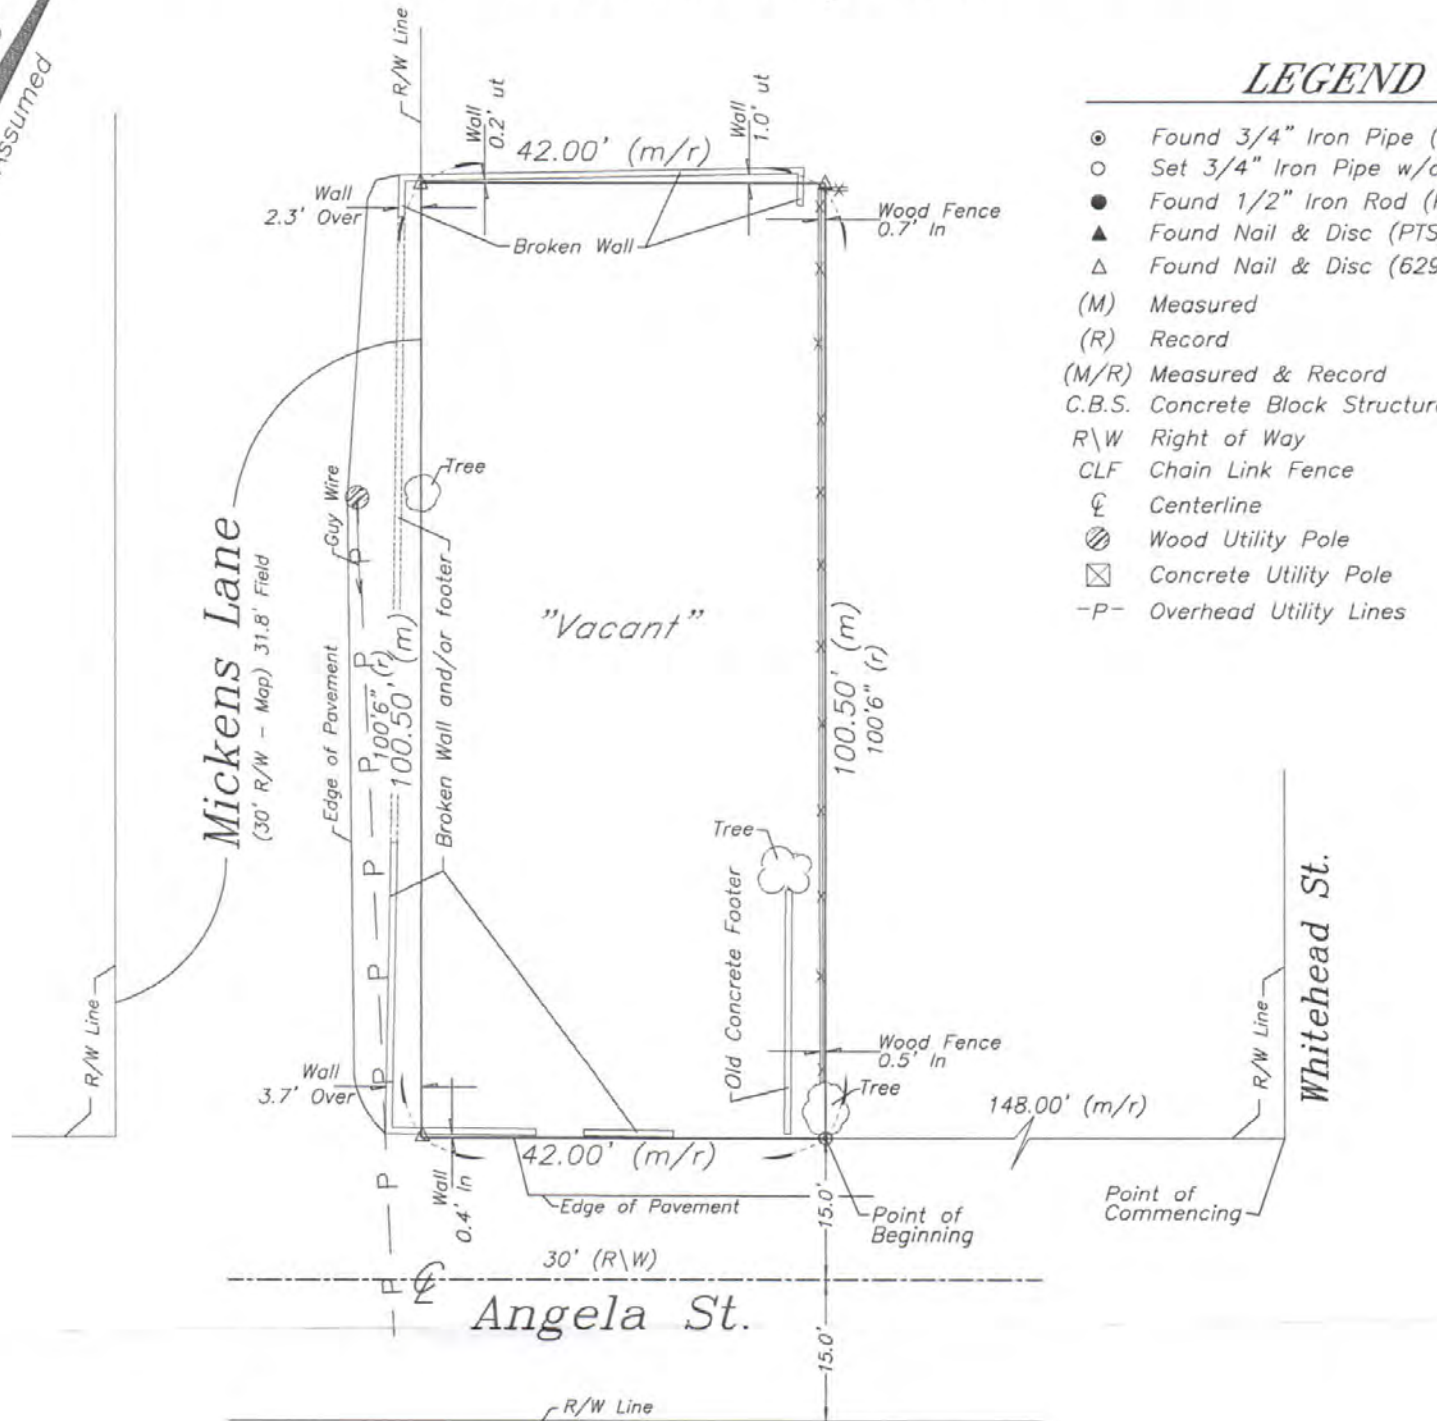 Assumed
R/W Line
Wall
0.2' ut
42.00' (m/r)
Wall
1.0' ut
Wall
2.3' Over
Broken Wall
Wood Fence
0.7' In
LEGEND
Found 3/4" Iron Pipe (
Set 3/4" Iron Pipe w/c
Found 1/2" Iron Rod (
Found Nail & Disc (PTS
Found Nail & Disc (629
(M) Measured
(R) Record
(M/R) Measured & Record
C.B.S. Concrete Block Structure
R\W Right of Way
CLF Chain Link Fence
℄ Centerline
Wood Utility Pole
Concrete Utility Pole
-P- Overhead Utility Lines
Tree
Guy Wire
Mickens Lane
(30' R/W - Map) 31.8' Field
Edge of Pavement
P
P
P
P
P
P
P
P
P
P
100'6" (r)
100.50' (m)
Broken Wall and/or footer
"Vacant"
100.50' (m)
100'6" (r)
Tree
Old Concrete Footer
Wood Fence
0.5' In
Tree
R/W Line
Wall
3.7' Over
148.00' (m/r)
R/W Line
Whitehead St.
42.00' (m/r)
Wall
0.4' In
Edge of Pavement
15.0'
Point of
Beginning
Point of
Commencing
30' (R\W)
℄
Angela St.
15.0'
R/W Line